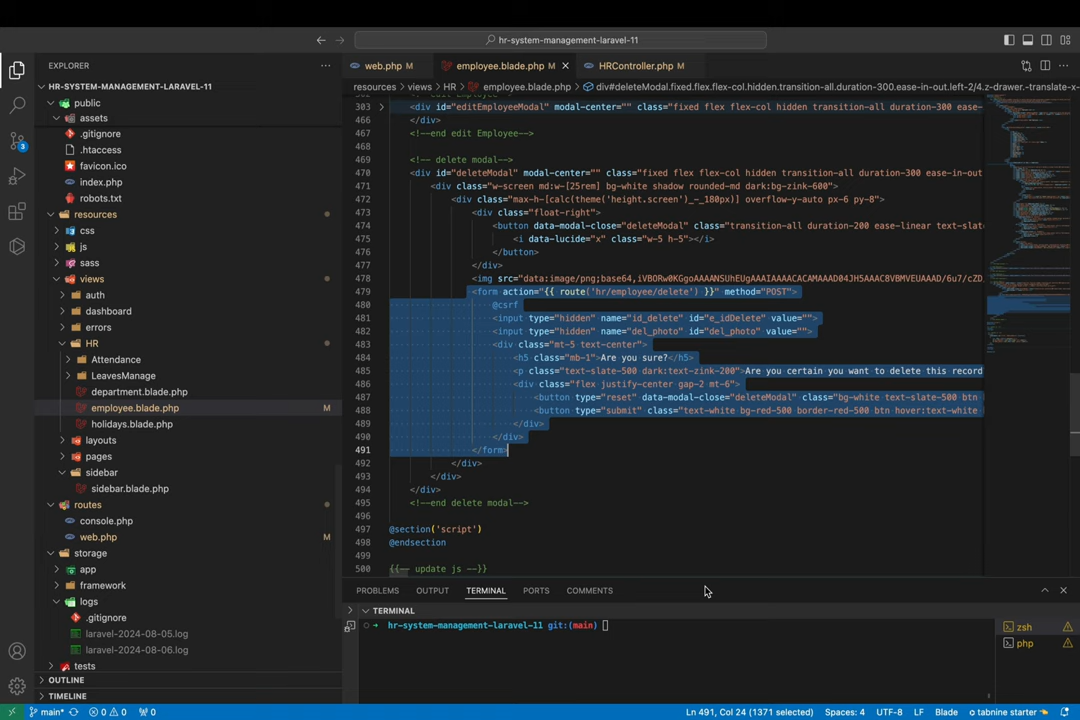 hr-system-management-laravel-11
EXPLORER
HR-SYSTEM-MANAGEMENT-LARAVEL-11
public
assets
.gitignore
.htaccess
favicon.ico
index.php
robots.txt
resources
css
js
sass
views
auth
dashboard
errors
HR
Attendance
LeavesManage
department.blade.php
employee.blade.php M
holidays.blade.php
layouts
pages
sidebar
sidebar.blade.php
routes
console.php
web.php M
storage
app
framework
logs
.gitignore
laravel-2024-08-05.log
laravel-2024-08-06.log
tests
OUTLINE
TIMELINE
3
web.php M
employee.blade.php M
HRController.php M
resources > views > HR > employee.blade.php > div#deleteModal.fixed.flex.flex-col.hidden.transition-all.duration-300.ease-in-out.left-2/4.z-drawer.-translate-x-
303 <div id="editEmployeeModal" modal-center="" class="fixed flex flex-col hidden transition-all duration-300 ease-
466 </div>
467 <!--end edit Employee-->
468
469 <!-- delete modal-->
470 <div id="deleteModal" modal-center="" class="fixed flex flex-col hidden transition-all duration-300 ease-in-out
471 <div class="w-screen md:w-[25rem] bg-white shadow rounded-md dark:bg-zink-600">
472 <div class="max-h-[calc(theme('height.screen')_-_180px)] overflow-y-auto px-6 py-8">
473 <div class="float-right">
474 <button data-modal-close="deleteModal" class="transition-all duration-200 ease-linear text-slate
475 <i data-lucide="x" class="w-5 h-5"></i>
476 </button>
477 </div>
478 <img src="data:image/png;base64,
479 <form action="{{ route('hr/employee/delete') }}" method="POST">
480 @csrf
481 <input type="hidden" name="id_delete" id="e_idDelete" value="">
482 <input type="hidden" name="del_photo" id="del_photo" value="">
483 <div class="mt-5 text-center">
484 <h5 class="mb-1">Are you sure?</h5>
485 <p class="text-slate-500 dark:text-zink-200">Are you certain you want to delete this record
486 <div class="flex justify-center gap-2 mt-6">
487 <button type="reset" data-modal-close="deleteModal" class="bg-white text-slate-500 btn
488 <button type="submit" class="text-white bg-red-500 border-red-500 btn hover:text-white
489 </div>
490 </div>
491 </form>
492 </div>
493 </div>
494 </div>
495 <!--end delete modal-->
496
497 @section('script')
498 @endsection
499
500 {{-- update js --}}
PROBLEMS OUTPUT TERMINAL PORTS COMMENTS
TERMINAL
hr-system-management-laravel-11 git:(main)
zsh
php
main* 0 0 0 Ln 491, Col 24 (1371 selected) Spaces: 4 UTF-8 LF Blade tabnine starter